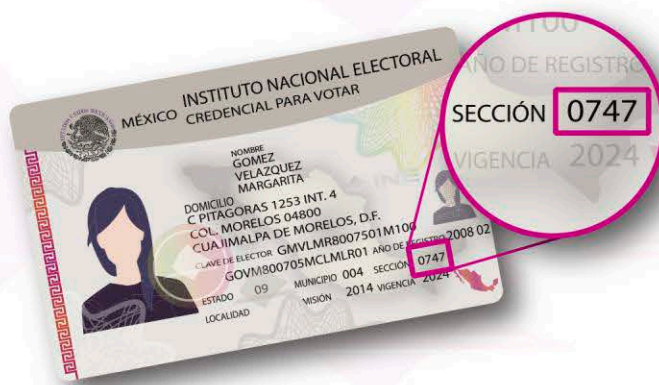 MÉXICO INSTITUTO NACIONAL ELECTORAL
CREDENCIAL PARA VOTAR
NOMBRE
GOMEZ
VELAZQUEZ
MARGARITA
DOMICILIO
C PITAGORAS 1253 INT. 4
COL. MORELOS 04800
CUAJIMALPA DE MORELOS, D.F.
CLAVE DE ELECTOR GMVLMR8007501M100
GOVM800705MCLMLR01 AÑO DE REGISTRO 2008 02
ESTADO 09 MUNICIPIO 004 SECCIÓN 0747
LOCALIDAD VISIÓN 2014 VIGENCIA 2024
AÑO DE REGISTRO
SECCIÓN 0747
VIGENCIA 2024